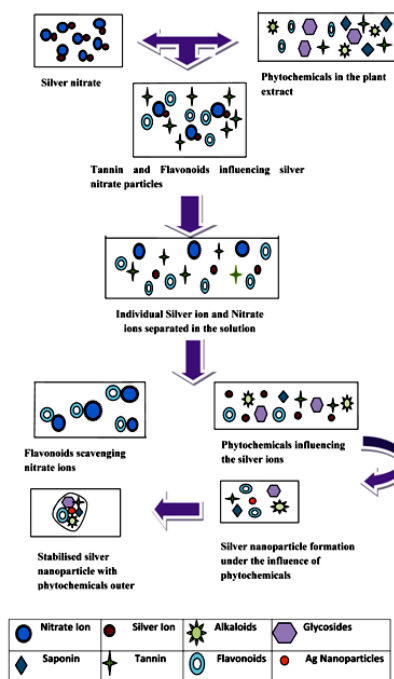 Silver nitrate
Phytochemicals in the plant
extract
Tannin and Flavonoids influencing silver
nitrate particles
Individual Silver ion and Nitrate
ions separated in the solution
Flavonoids scavenging
nitrate ions
Phytochemicals influencing
the silver ions
Stabilised silver
nanoparticle with
phytochemicals outer
Silver nanoparticle formation
under the influence of
phytochemicals
Nitrate Ion
Silver Ion
Alkaloids
Glycosides
Saponin
Tannin
Flavonoids
Ag Nanoparticles